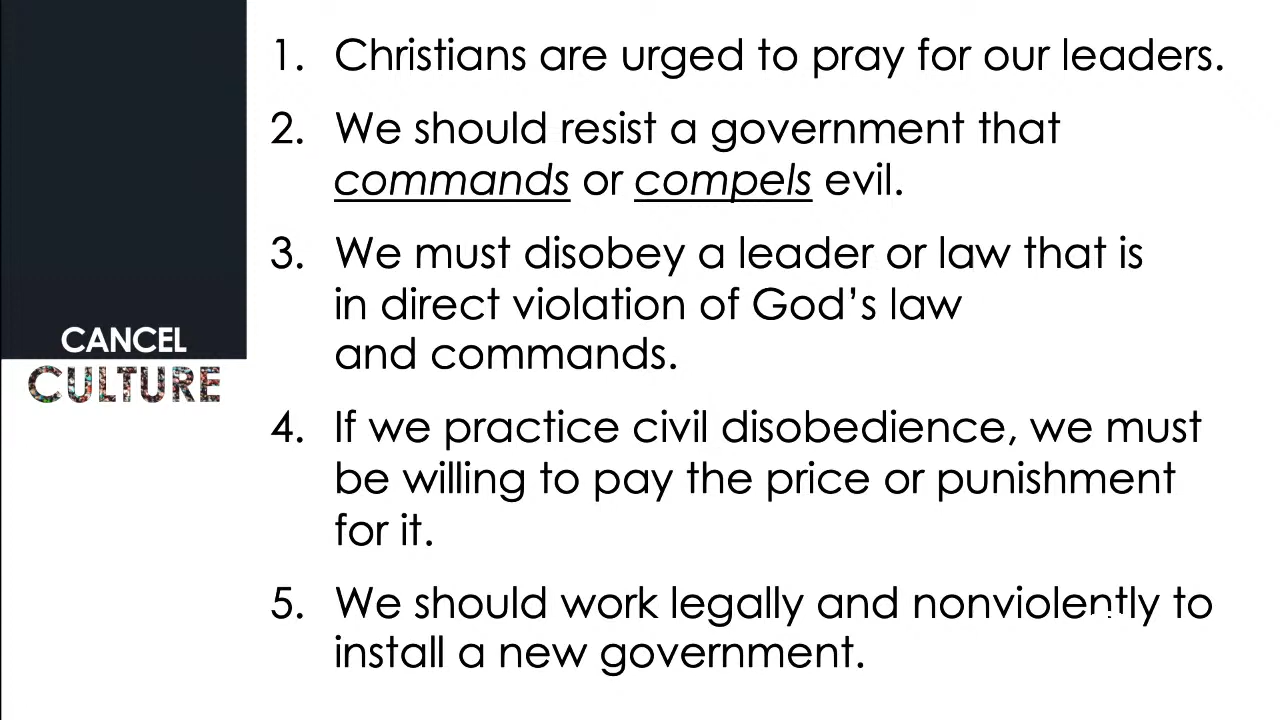 CANCEL
CULTURE
1. Christians are urged to pray for our leaders.
2. We should resist a government that
commands or compels evil.
3. We must disobey a leader or law that is
in direct violation of God’s law
and commands.
4. If we practice civil disobedience, we must
be willing to pay the price or punishment
for it.
5. We should work legally and nonviolently to
install a new government.